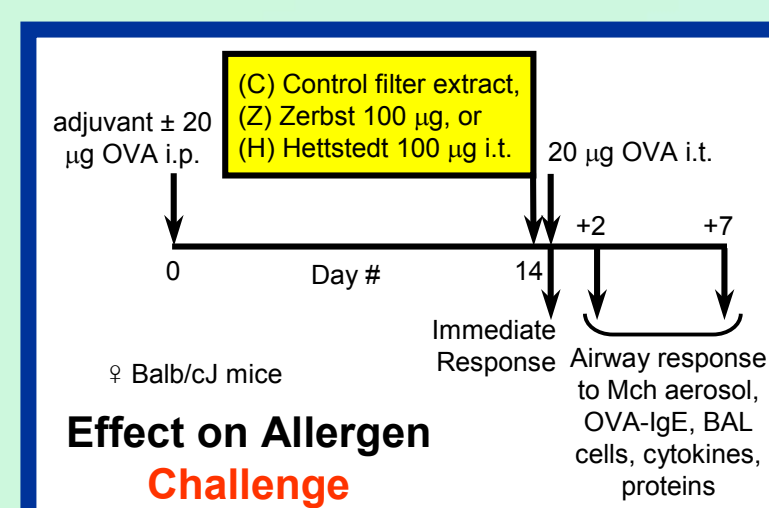 (C) Control filter extract,
(Z) Zerbst 100 μg, or
(H) Hettstedt 100 μg i.t.
adjuvant ± 20
μg OVA i.p.
20 μg OVA i.t.
+2
+7
0
Day #
14
Immediate
Response
Airway response
to Mch aerosol,
OVA-IgE, BAL
cells, cytokines,
proteins
♀ Balb/cJ mice
Effect on Allergen
Challenge